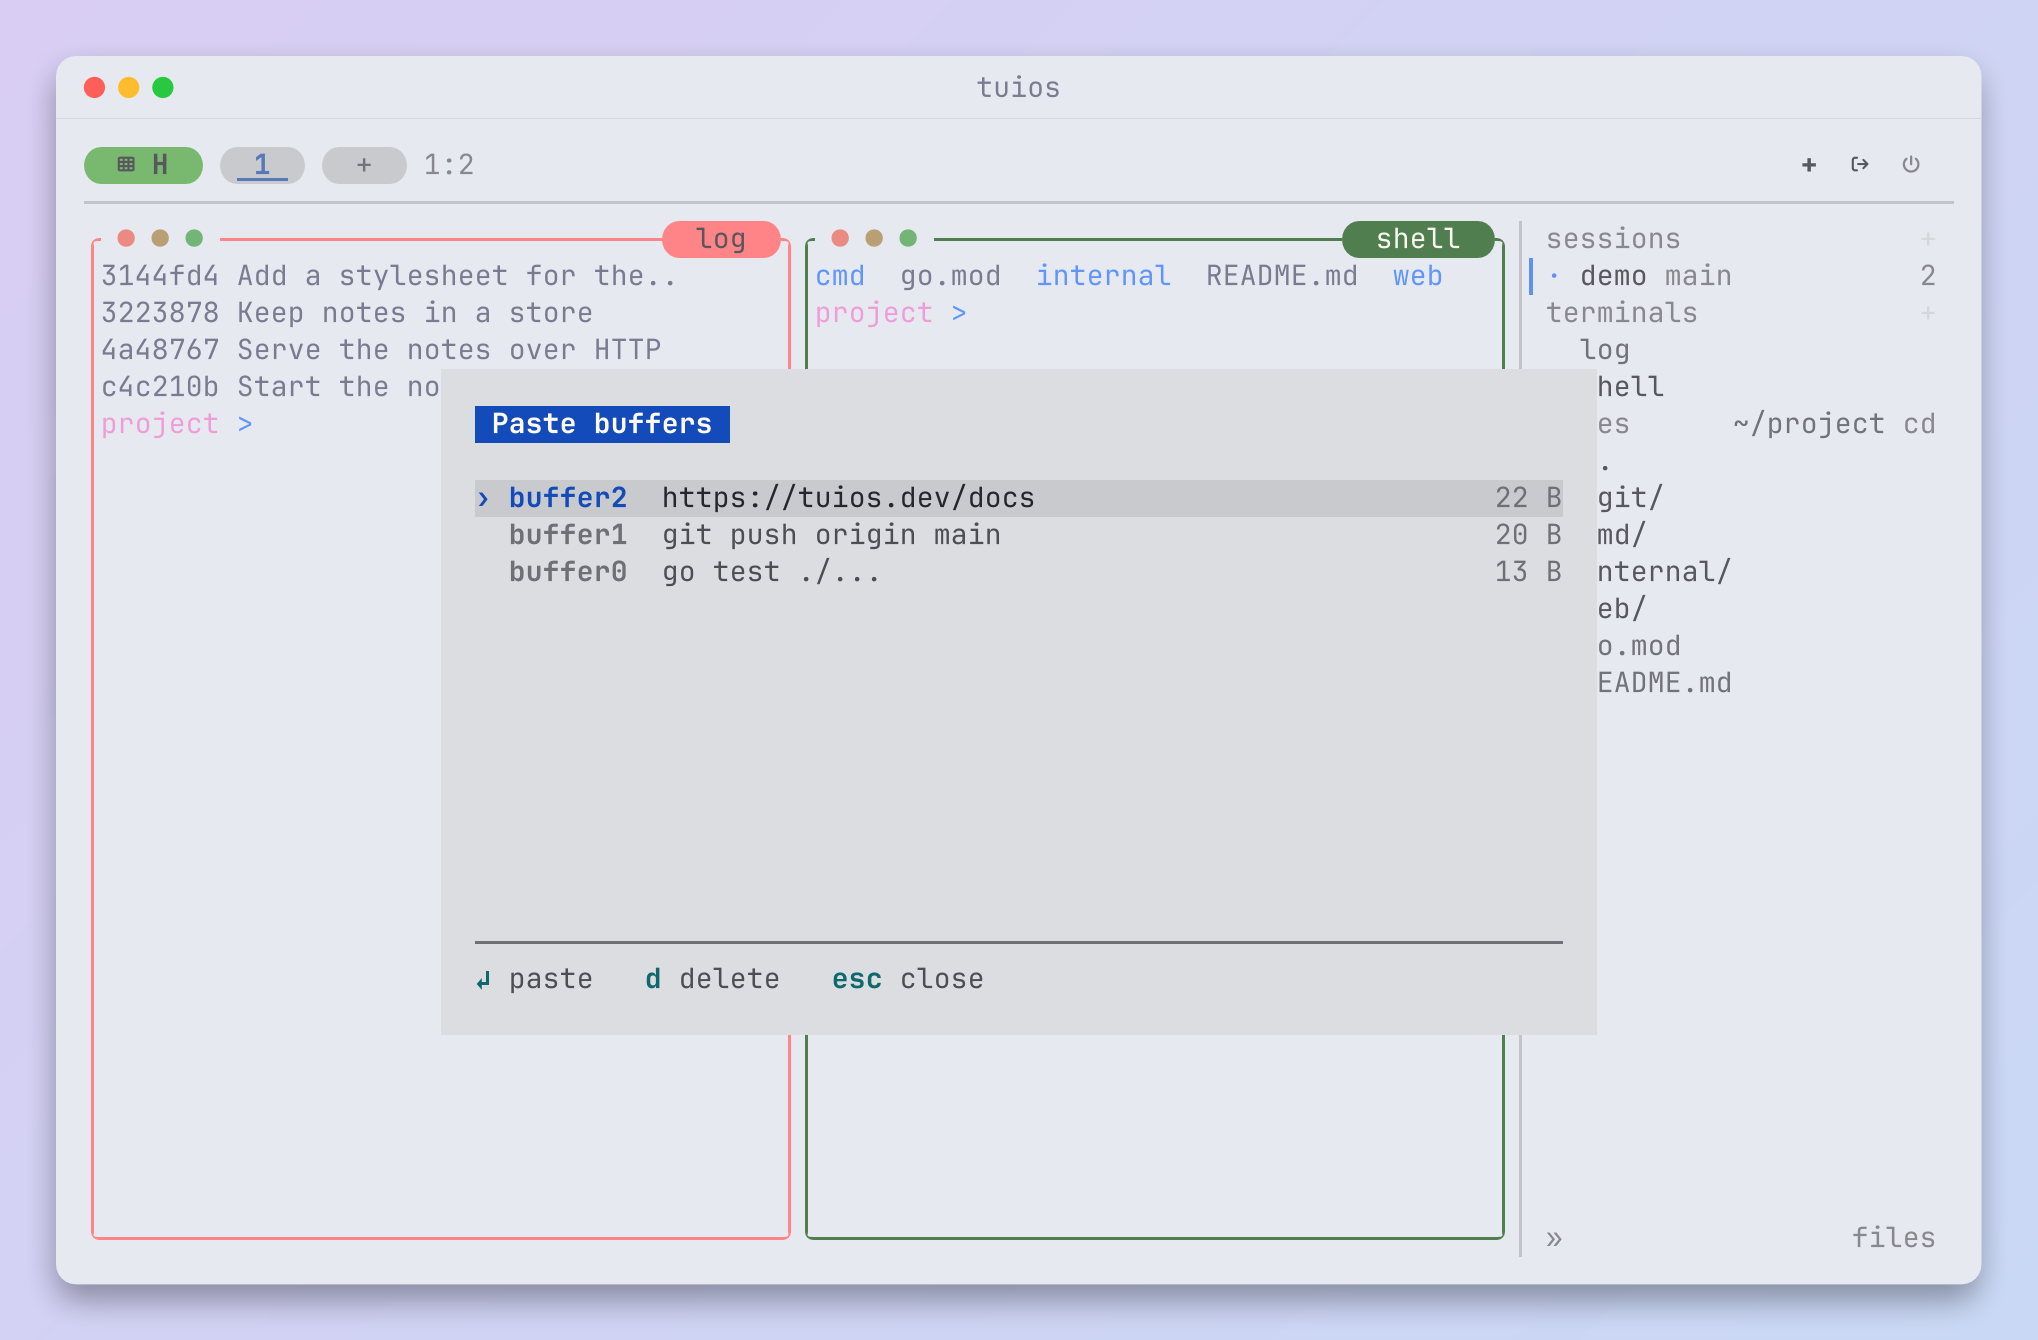 tuios
H 1 + 1:2
log
3144fd4 Add a stylesheet for the..
3223878 Keep notes in a store
4a48767 Serve the notes over HTTP
c4c210b Start the no
project >
shell
cmd go.mod internal README.md web
project >
sessions +
· demo main 2
terminals +
log
hell
es ~/project cd
.
git/
md/
nternal/
eb/
o.mod
EADME.md
» files
Paste buffers
› buffer2 https://tuios.dev/docs 22 B
buffer1 git push origin main 20 B
buffer0 go test ./... 13 B
↲ paste d delete esc close